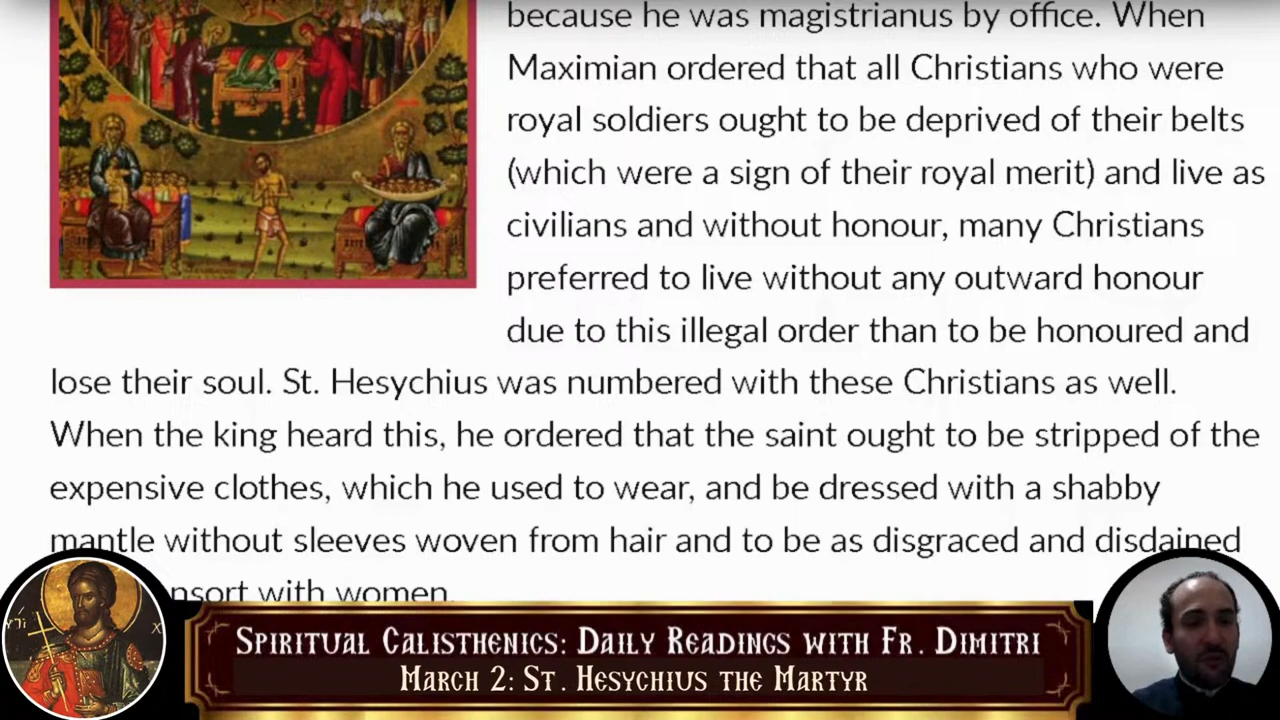 because he was magistrianus by office. When
Maximian ordered that all Christians who were
royal soldiers ought to be deprived of their belts
(which were a sign of their royal merit) and live as
civilians and without honour, many Christians
preferred to live without any outward honour
due to this illegal order than to be honoured and
lose their soul. St. Hesychius was numbered with these Christians as well.
When the king heard this, he ordered that the saint ought to be stripped of the
expensive clothes, which he used to wear, and be dressed with a shabby
mantle without sleeves woven from hair and to be as disgraced and disdained
with women.
Spiritual Calisthenics: Daily Readings with Fr. Dimitri
March 2: St. Hesychius the Martyr